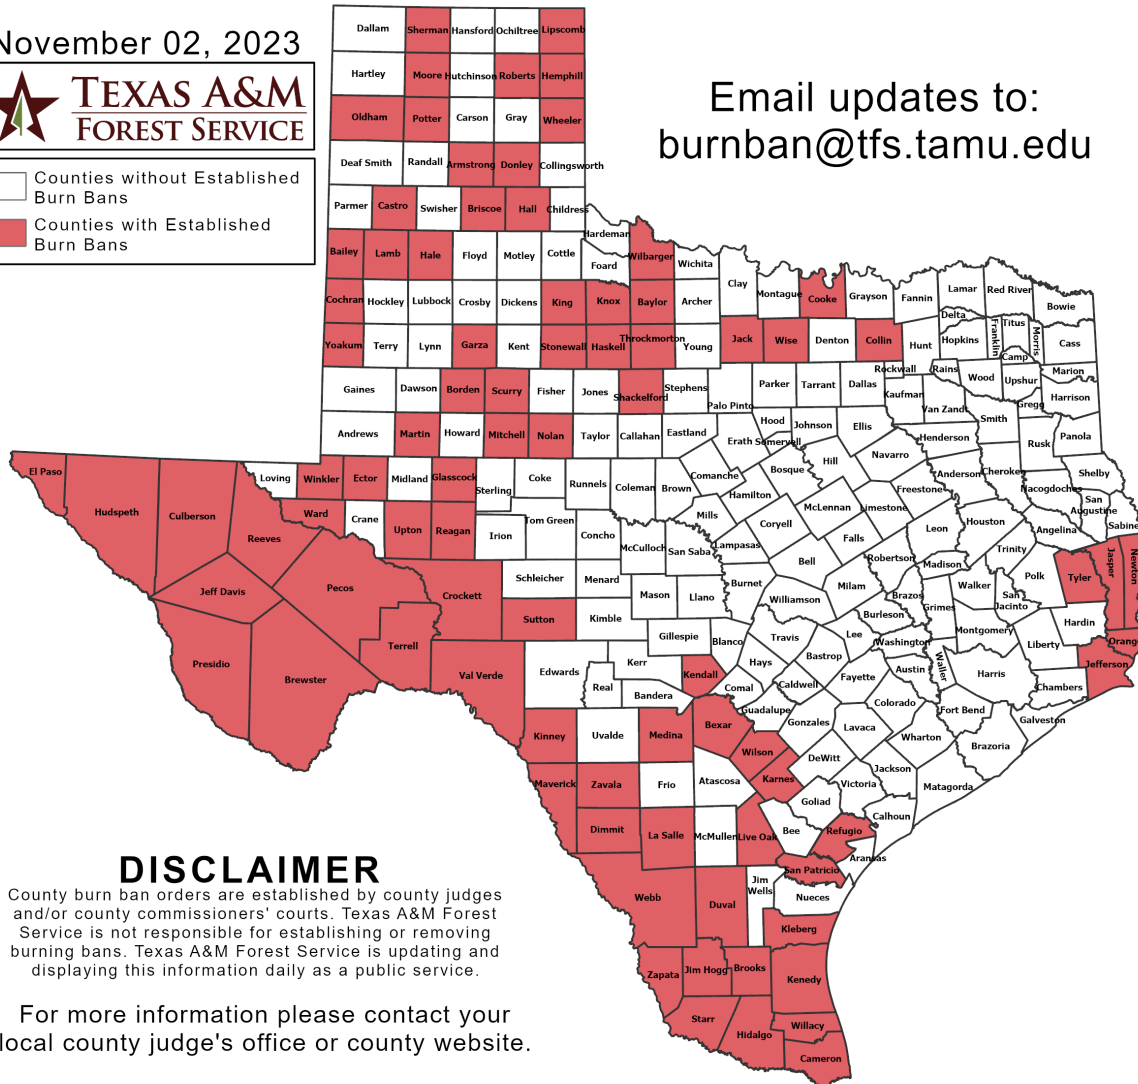 November 02, 2023
TEXAS A&M
FOREST SERVICE
Counties without Established
Burn Bans
Counties with Established
Burn Bans
Email updates to:
burnban@tfs.tamu.edu
Dallam Sherman Hansford Ochiltree Lipscomb
Hartley Moore Hutchinson Roberts Hemphill
Oldham Potter Carson Gray Wheeler
Deaf Smith Randall Armstrong Donley Collingsworth
Parmer Castro Swisher Briscoe Hall Childress
Hardeman
Bailey Lamb Hale Floyd Motley Cottle Foard Wilbarger Wichita
Clay Montague Cooke Grayson Fannin Lamar Red River Bowie
Cochran Hockley Lubbock Crosby Dickens King Knox Baylor Archer
Delta Franklin Titus Morris Cass
Yoakum Terry Lynn Garza Kent Stonewall Haskell Throckmorton Young Jack Wise Denton Collin Hunt Hopkins Camp
Rockwall Rains Wood Upshur Marion
Gaines Dawson Borden Scurry Fisher Jones Shackelford Stephens Palo Pinto Parker Tarrant Dallas Kaufman Van Zandt Smith Gregg Harrison
Andrews Martin Howard Mitchell Nolan Taylor Callahan Eastland Erath Somervell Hood Johnson Ellis Henderson Rusk Panola
El Paso Hudspeth Culberson Loving Winkler Ector Midland Glasscock Sterling Coke Runnels Coleman Brown Comanche Bosque Hill Navarro Anderson Cherokee Shelby
Nacogdoches San Augustine Sabine
Reeves Ward Crane Upton Reagan Irion Tom Green Concho McCulloch San Saba Mills Hamilton Lampasas Coryell McLennan Limestone Freestone Leon Houston Angelina
Jeff Davis Pecos Crockett Schleicher Menard Mason Llano Burnet Bell Falls Robertson Madison Trinity Polk Tyler Jasper Newton
Presidio Brewster Terrell Sutton Kimble Gillespie Blanco Williamson Milam Brazos Grimes Walker San Jacinto Hardin Orange
Val Verde Edwards Real Kerr Bandera Kendall Comal Hays Travis Bastrop Lee Burleson Washington Montgomery Liberty Jefferson
Waller Harris Chambers Galveston
Kinney Uvalde Medina Bexar Guadalupe Caldwell Fayette Austin Colorado Fort Bend Brazoria
Wilson Gonzales Lavaca Wharton Matagorda
Maverick Zavala Frio Atascosa Karnes DeWitt Victoria Jackson Calhoun
Dimmit La Salle McMullen Live Oak Bee Goliad Refugio Aransas
Webb Duval Jim Wells San Patricio Nueces
Kleberg
Zapata Jim Hogg Brooks Kenedy
Starr Hidalgo Willacy
Cameron
DISCLAIMER
County burn ban orders are established by county judges
and/or county commissioners' courts. Texas A&M Forest
Service is not responsible for establishing or removing
burning bans. Texas A&M Forest Service is updating and
displaying this information daily as a public service.
For more information please contact your
local county judge's office or county website.